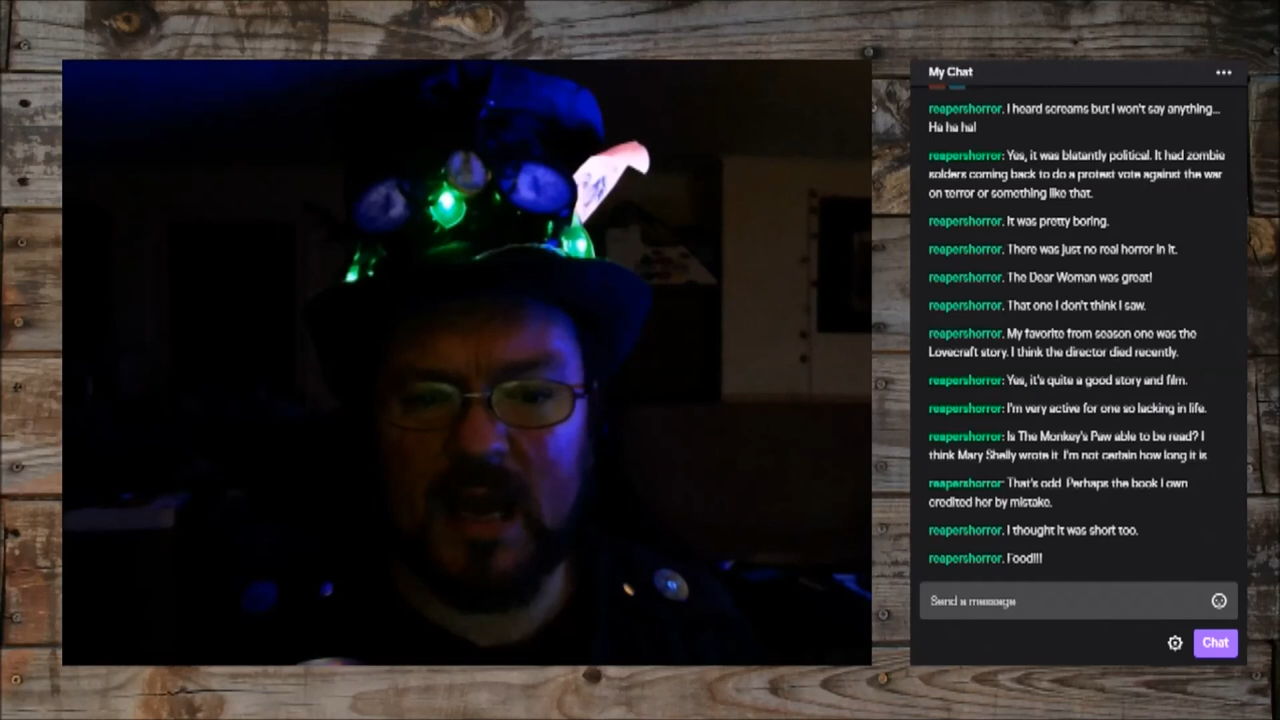 My Chat
reapershorror: I heard screams but I won't say anything...
Ha ha ha!
reapershorror: Yes, it was blatantly political. It had zombie
solders coming back to do a protest vote against the war
on terror or something like that.
reapershorror: It was pretty boring.
reapershorror: There was just no real horror in it.
reapershorror: The Dear Woman was great!
reapershorror: That one I don't think I saw.
reapershorror: My favorite from season one was the
Lovecraft story. I think the director died recently.
reapershorror: Yes, it's quite a good story and film.
reapershorror: I'm very active for one so lacking in life.
reapershorror: Is The Monkey's Paw able to be read? I
think Mary Shelly wrote it. I'm not certain how long it is
reapershorror: That's odd. Perhaps the book I own
credited her by mistake.
reapershorror: I thought it was short too.
reapershorror: Food!!!
Send a message
Chat